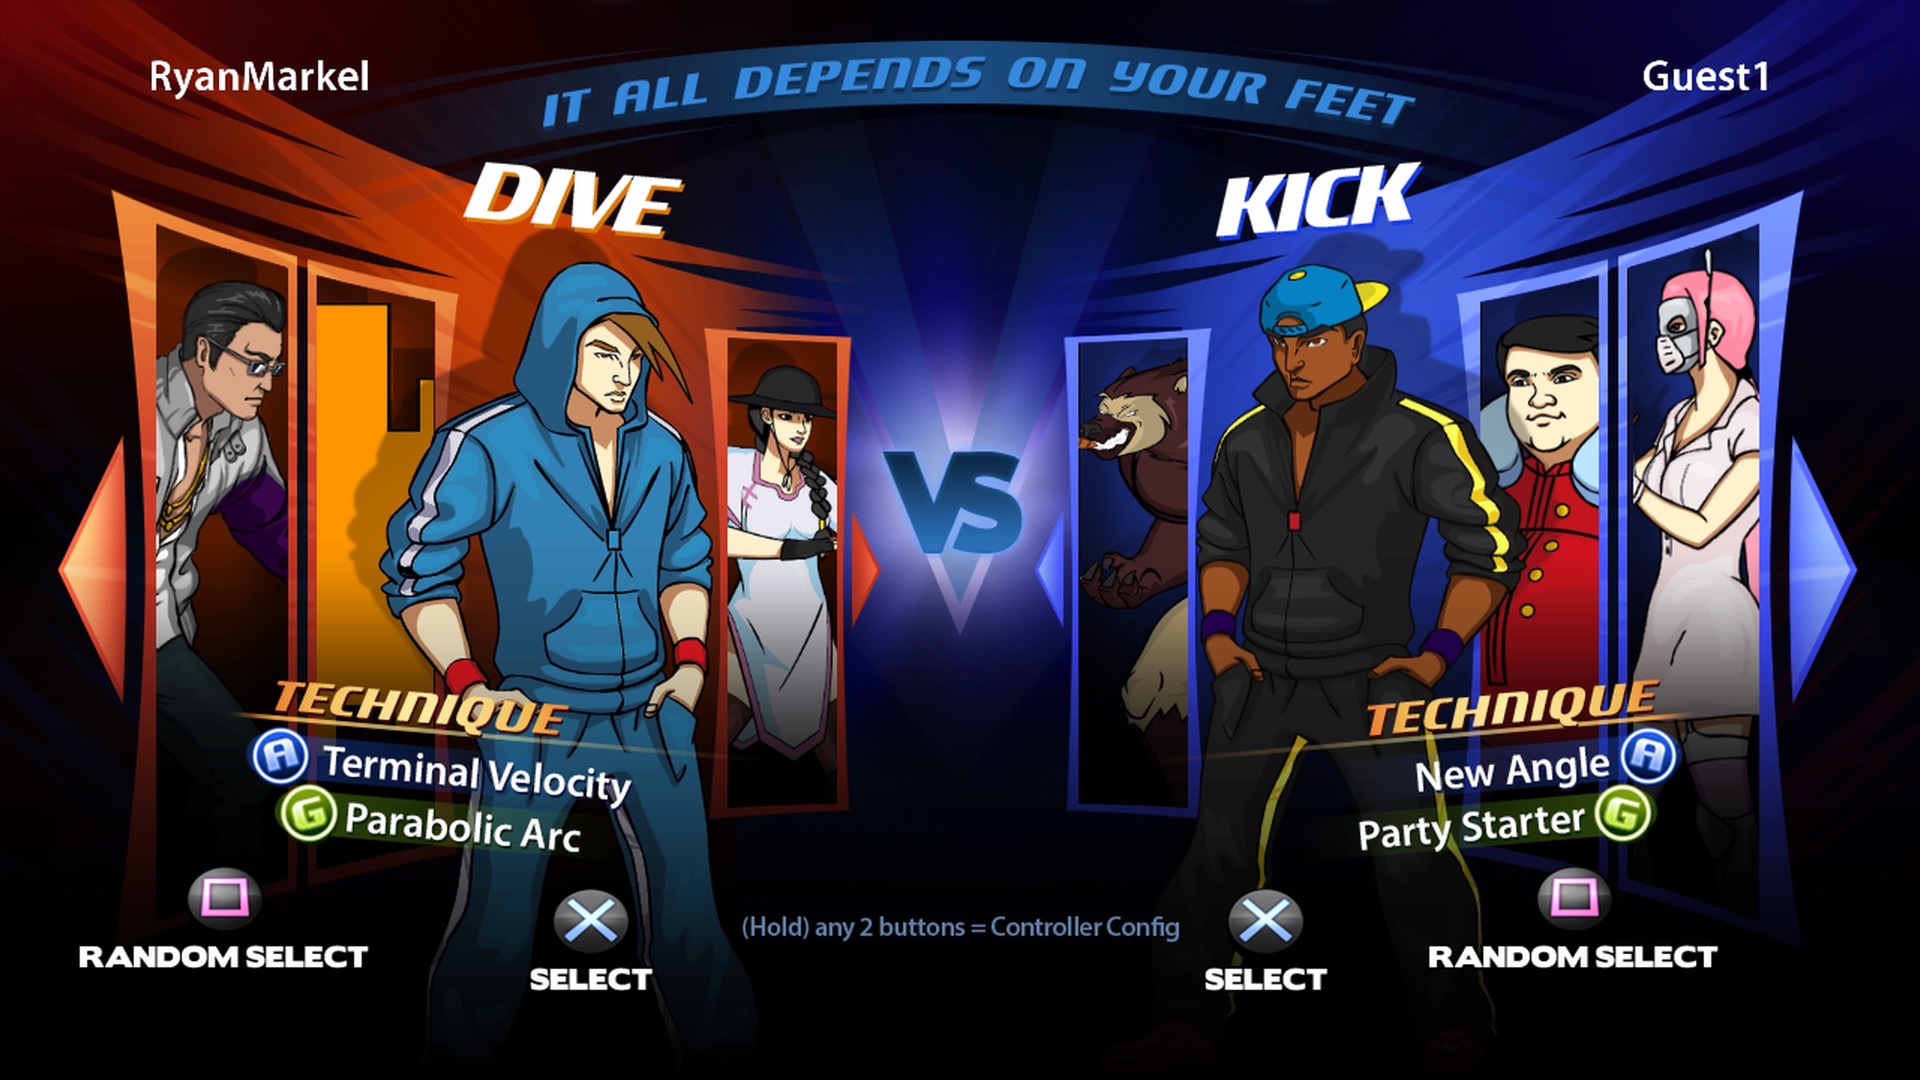 RyanMarkel
Guest1
IT ALL DEPENDS ON YOUR FEET
DIVE
KICK
VS
TECHNIQUE
A Terminal Velocity
G Parabolic Arc
TECHNIQUE
New Angle A
Party Starter G
RANDOM SELECT
SELECT
(Hold) any 2 buttons = Controller Config
SELECT
RANDOM SELECT